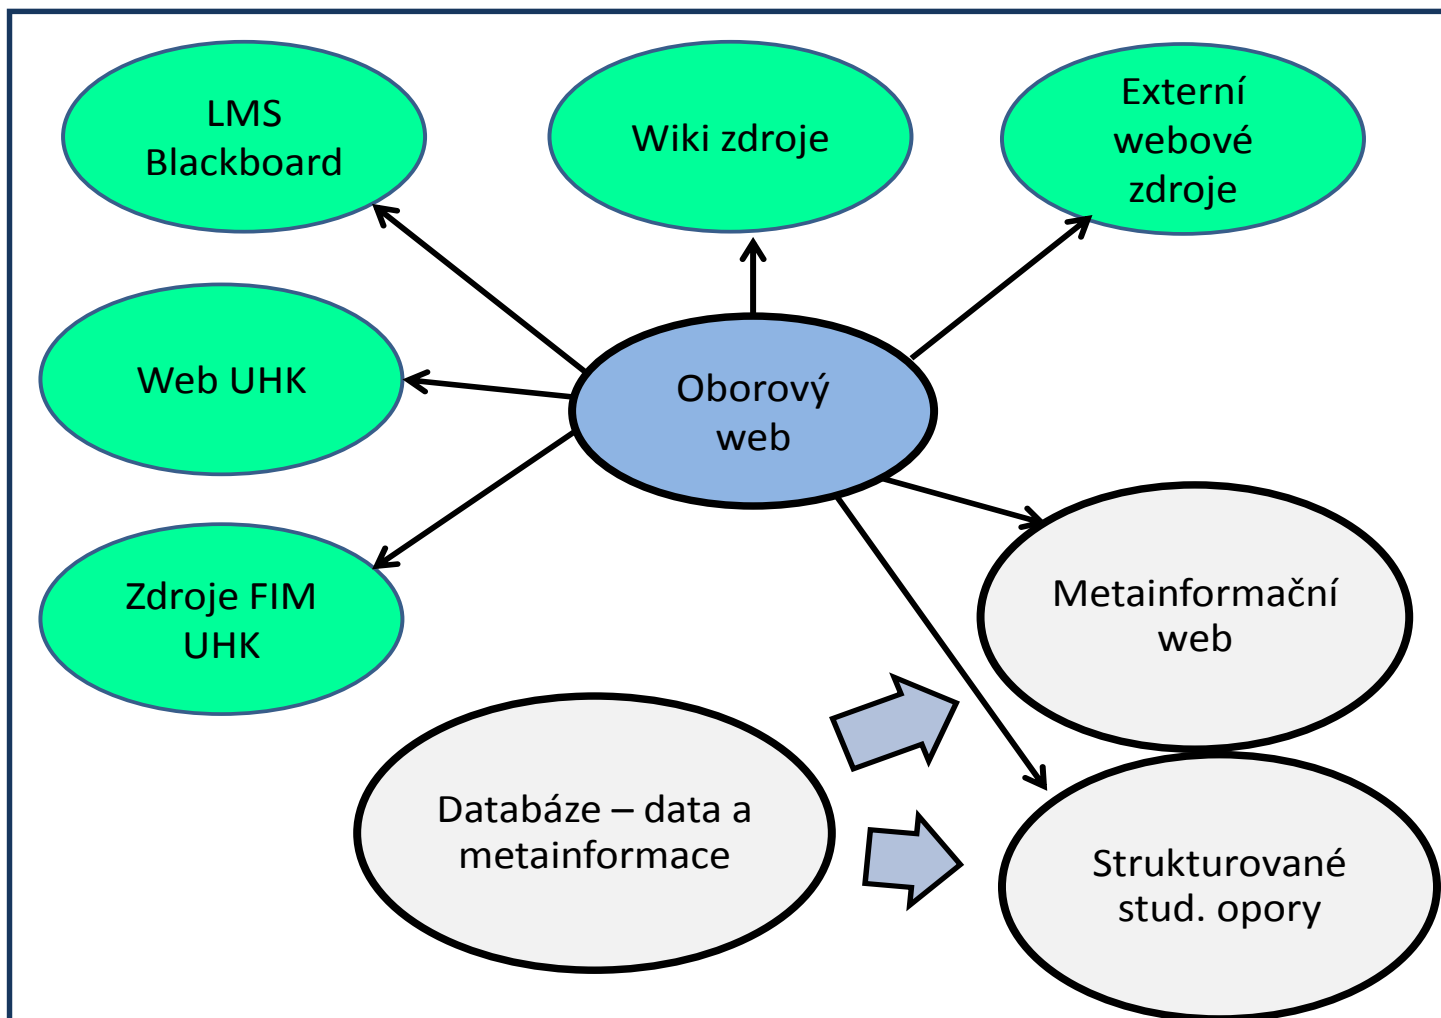 LMS
Blackboard
Wiki zdroje
Externí
webové
zdroje
Web UHK
Oborový
web
Zdroje FIM
UHK
Metainformační
web
Databáze – data a
metainformace
Strukturované
stud. opory